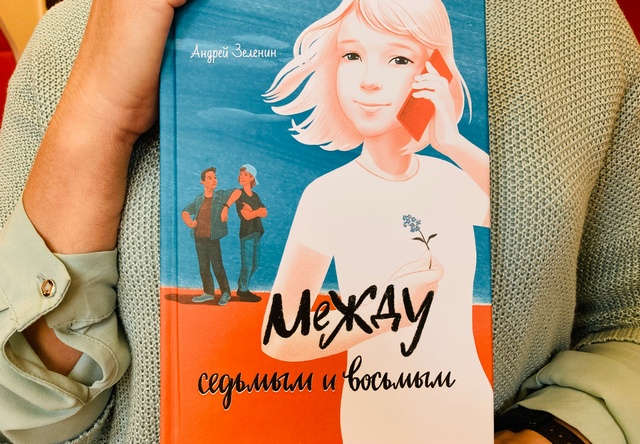 Андрей Зеленин
Между
седьмым и восьмым